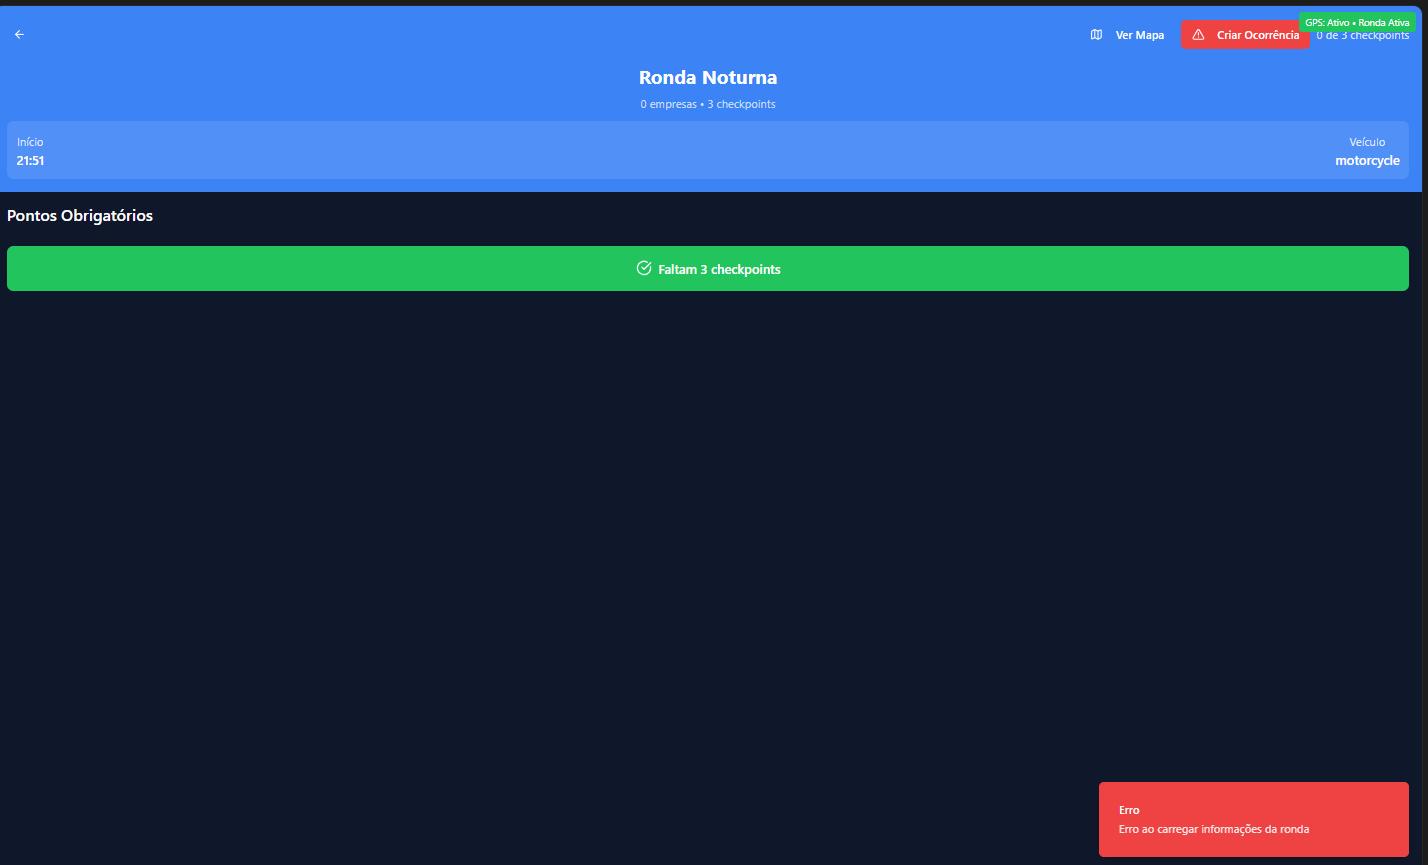 GPS: Ativo • Ronda Ativa
Ver Mapa
Criar Ocorrência
0 de 3 checkpoints
Ronda Noturna
0 empresas • 3 checkpoints
Início
21:51
Veículo
motorcycle
Pontos Obrigatórios
Faltam 3 checkpoints
Erro
Erro ao carregar informações da ronda